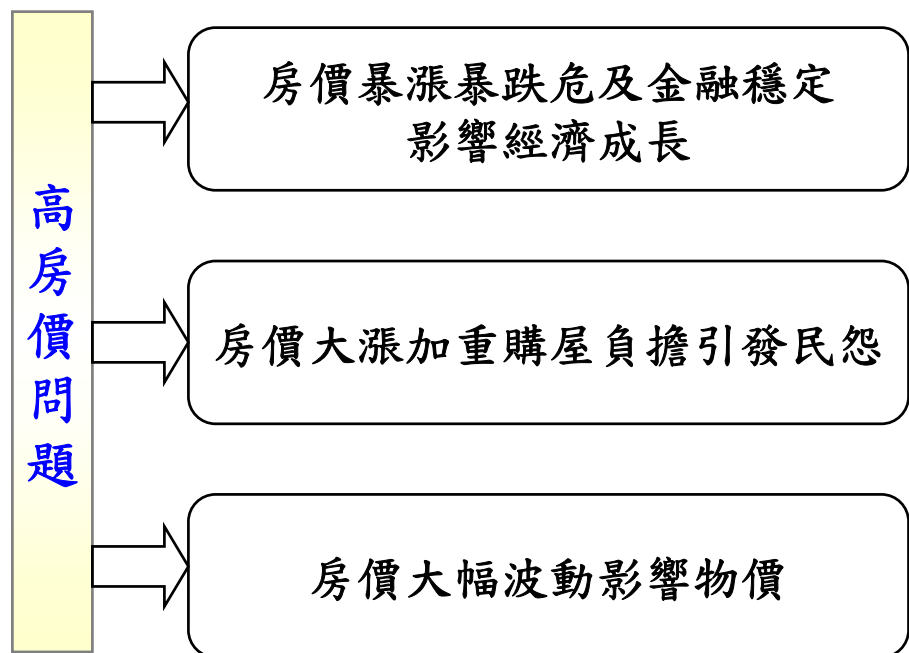 高房價問題
房價暴漲暴跌危及金融穩定
影響經濟成長
房價大漲加重購屋負擔引發民怨
房價大幅波動影響物價